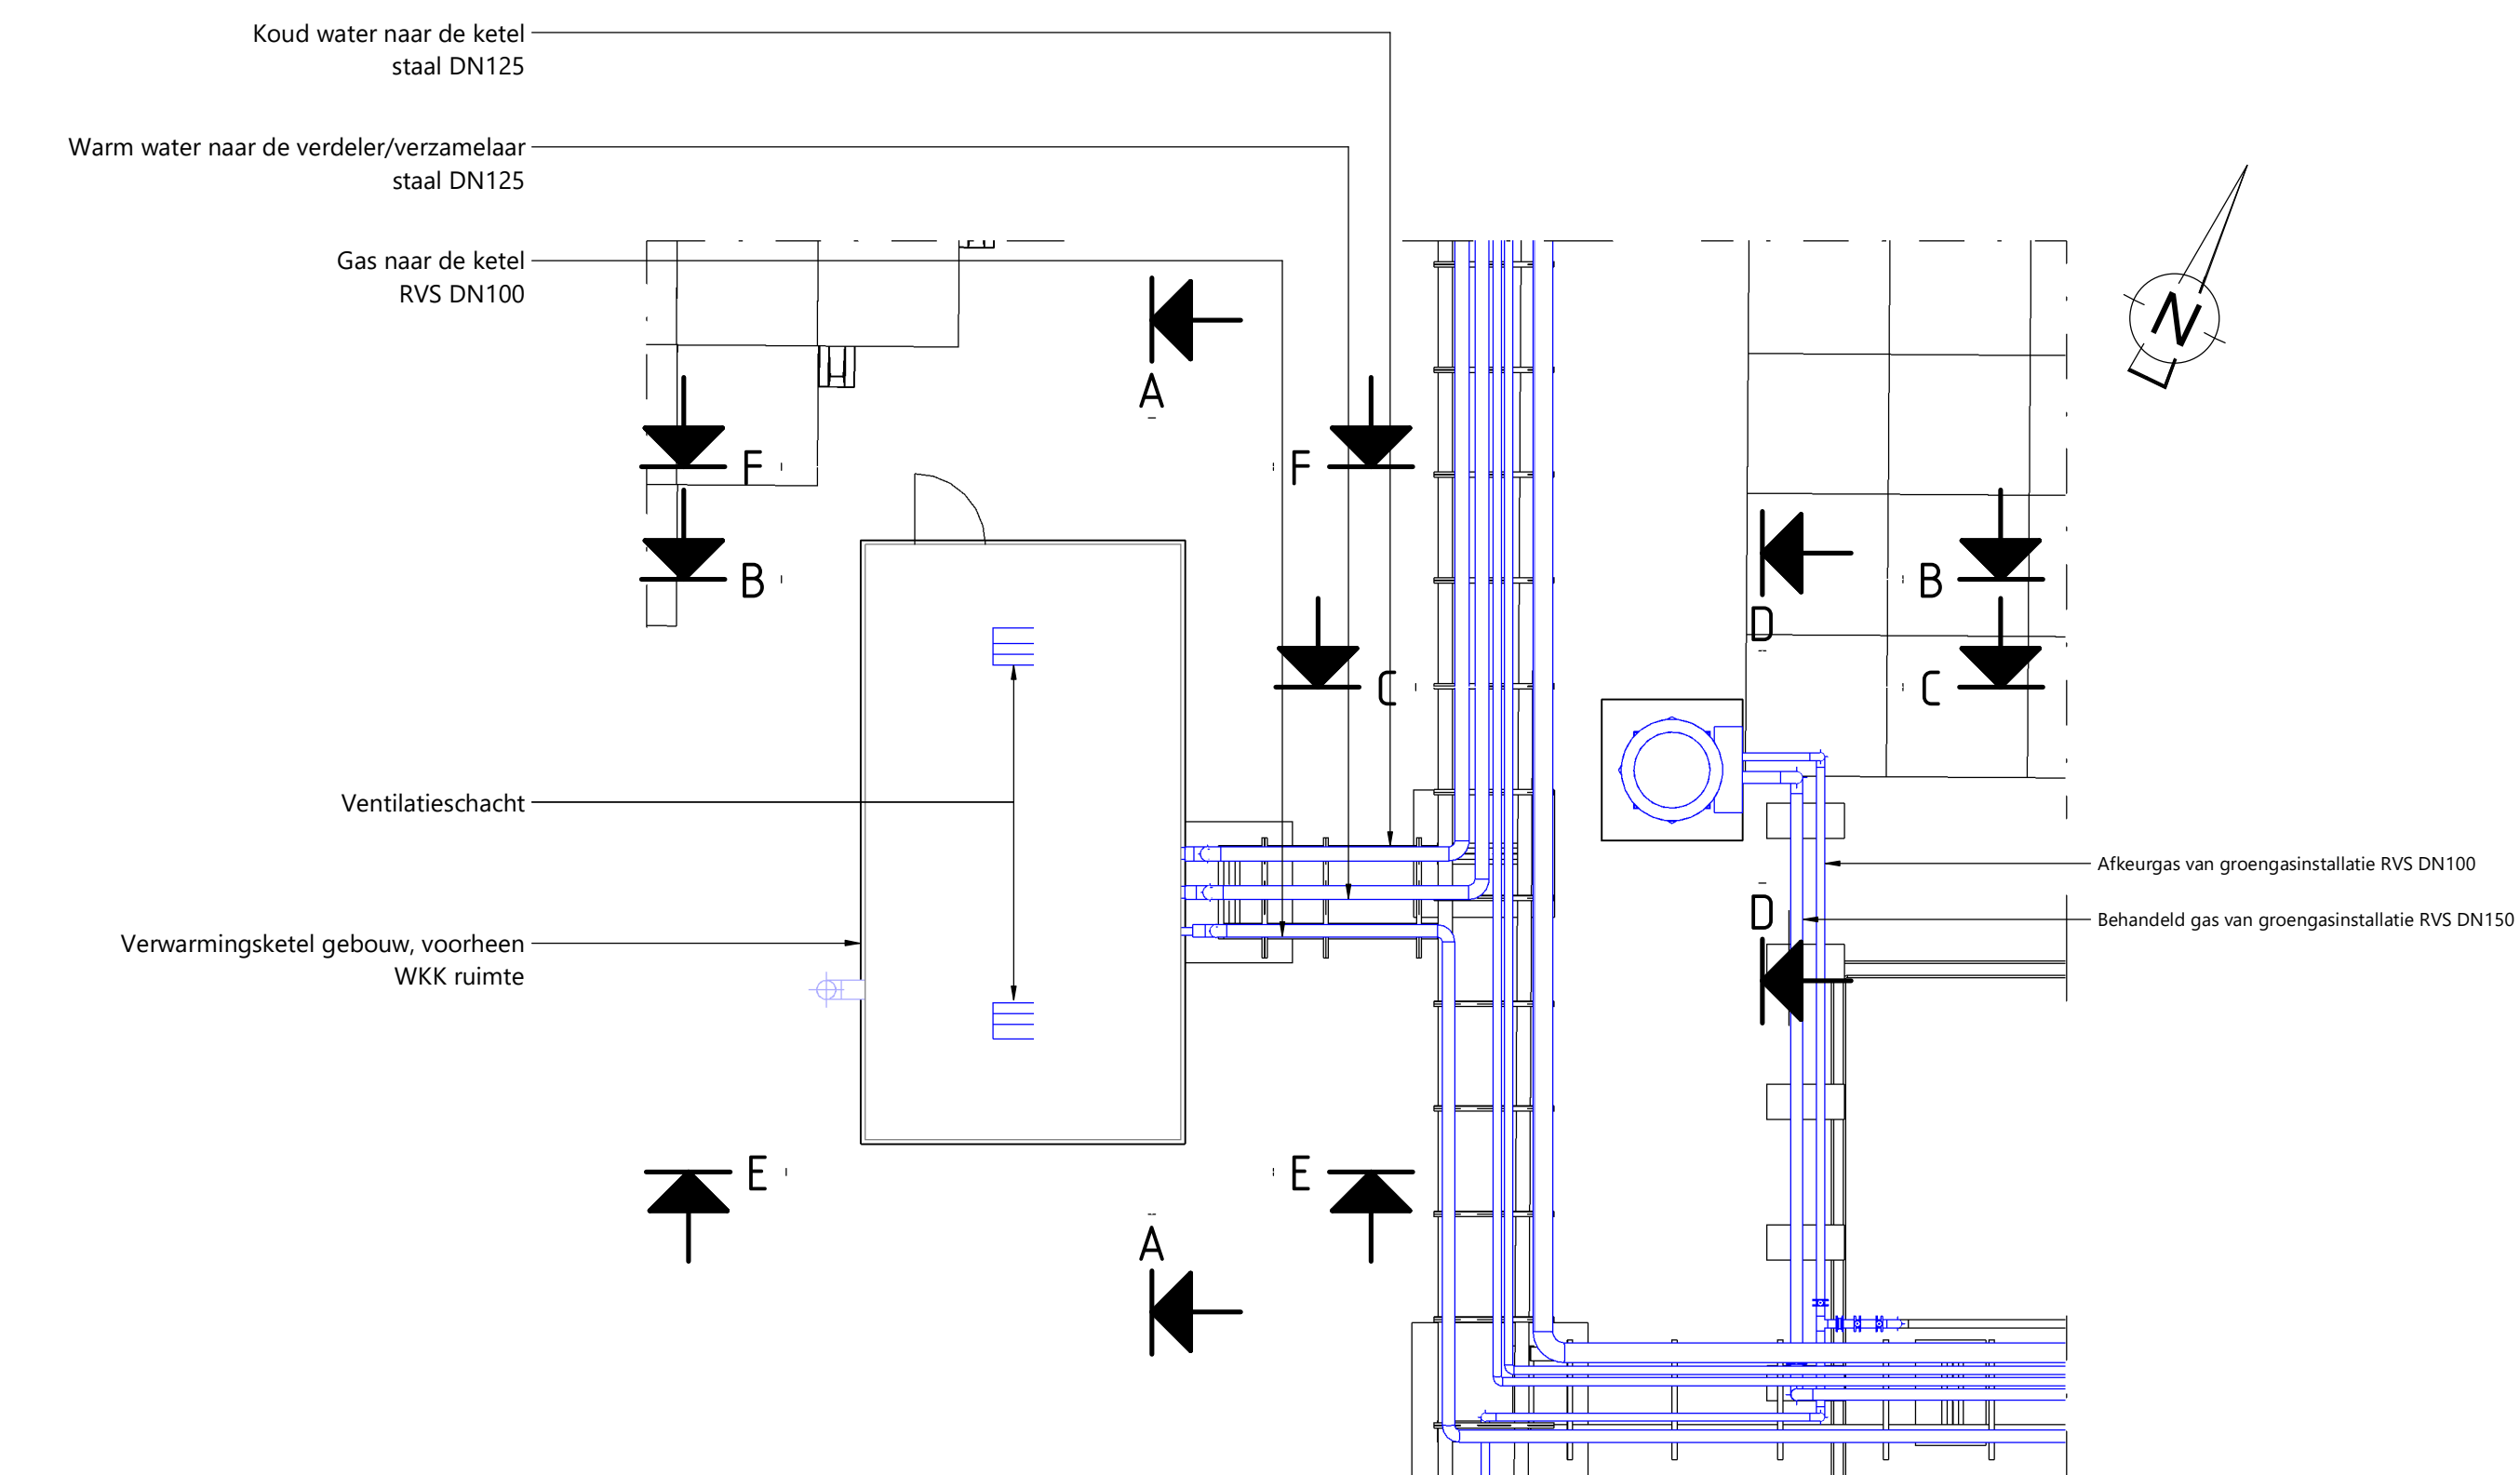 Koud water naar de ketel
staal DN125
Warm water naar de verdeler/verzamelaar
staal DN125
Gas naar de ketel
RVS DN100
N
A
F
F
B
B
D
C
C
Ventilatieschacht
Afkeurgas van groengasinstallatie RVS DN100
D
Behandeld gas van groengasinstallatie RVS DN150
Verwarmingsketel gebouw, voorheen
WKK ruimte
E
E
A